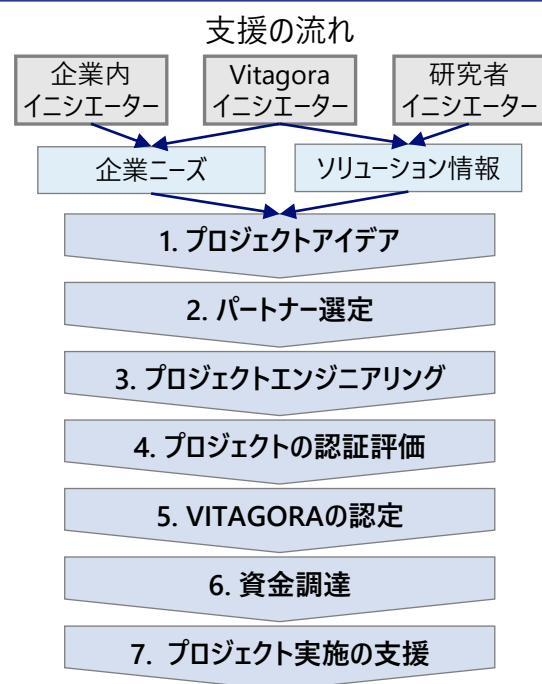 支援の流れ
企業内
イニシエーター
Vitagora
イニシエーター
研究者
イニシエーター
企業ニーズ
ソリューション情報
1. プロジェクトアイデア
2. パートナー選定
3. プロジェクトエンジニアリング
4. プロジェクトの認証評価
5. VITAGORAの認定
6. 資金調達
7. プロジェクト実施の支援